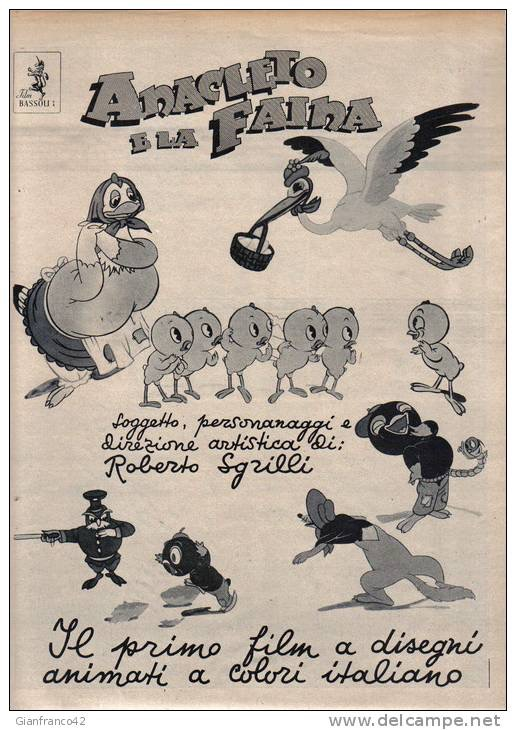 Film
BASSOLI
ANACLETO
E LA FAINA
Soggetto, personanaggi e
direzione artistica di:
Roberto Sgrilli
Il primo film a disegni
animati a colori italiano
Gianfranco42
delcampe.net